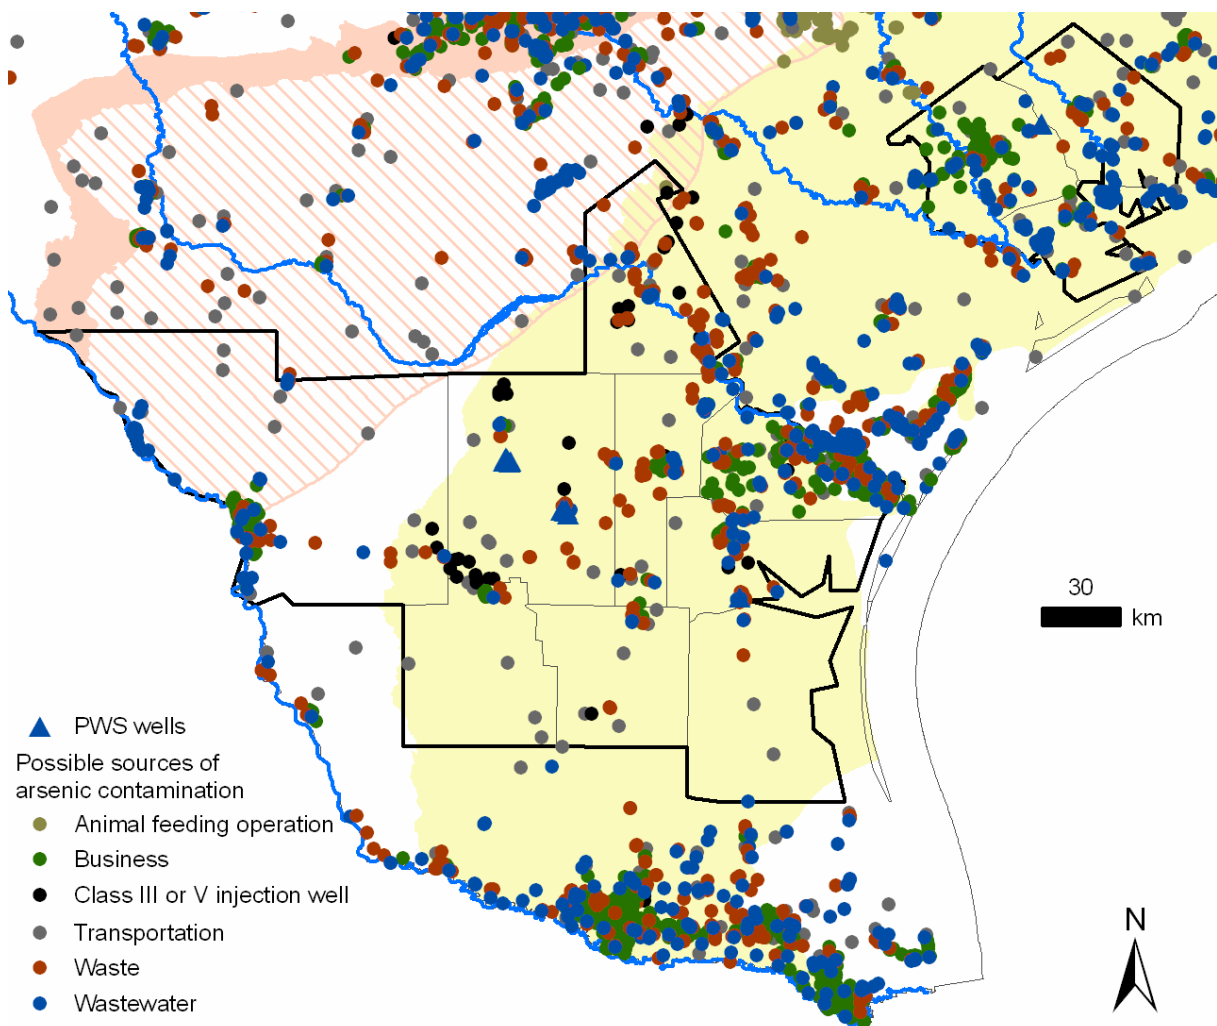 30
km
PWS wells
Possible sources of
arsenic contamination
Animal feeding operation
Business
Class III or V injection well
Transportation
Waste
Wastewater
N